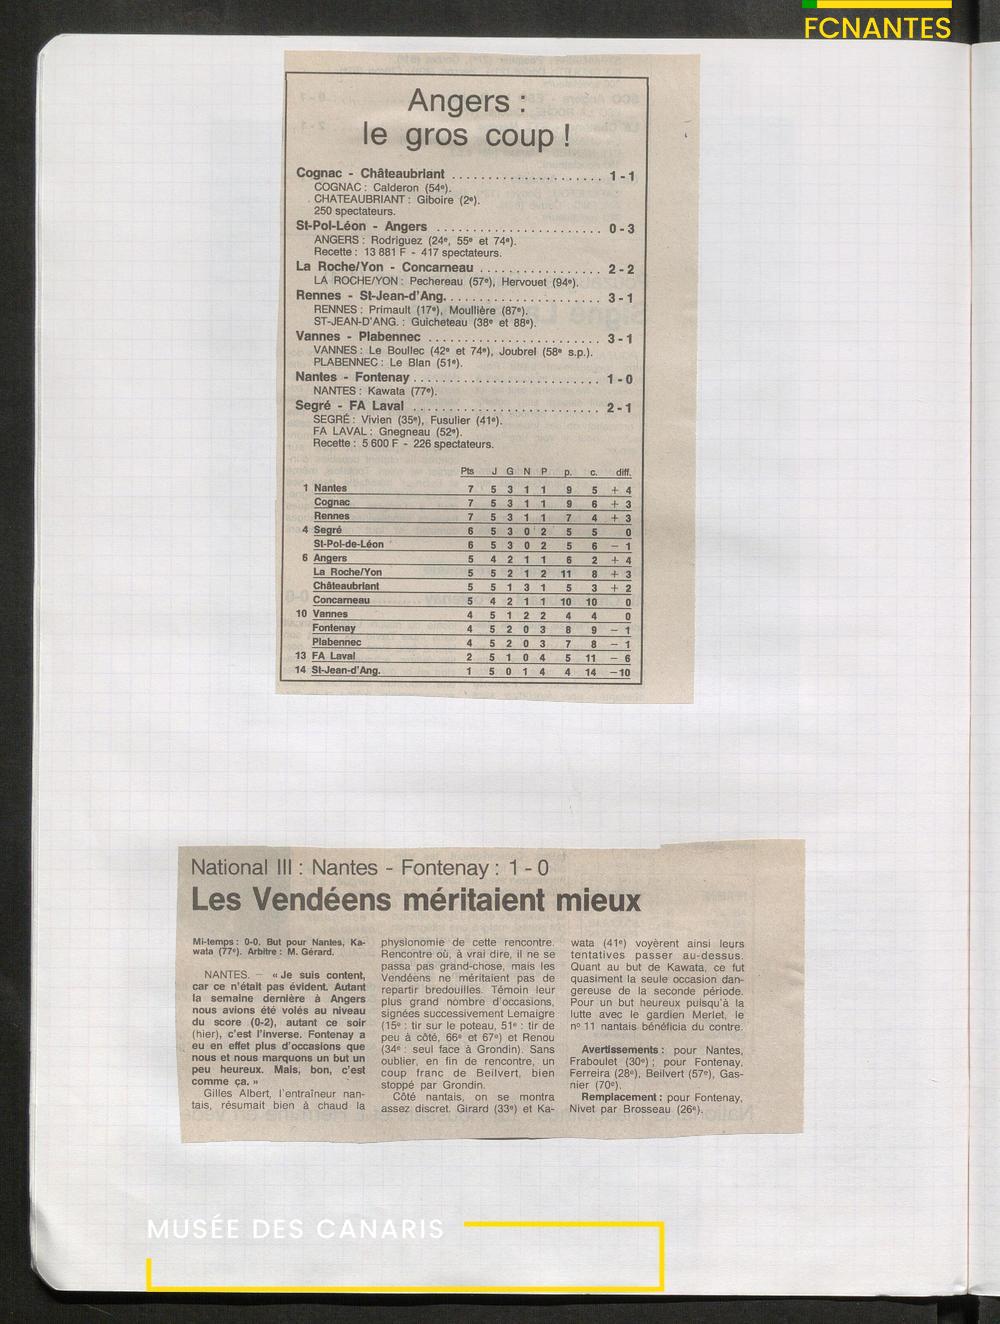 FCNANTES
Angers :
le gros coup !
Cognac - Châteaubriant .................... 1 - 1
COGNAC : Calderon (54e).
CHATEAUBRIANT : Giboire (2e).
250 spectateurs.
St-Pol-Léon - Angers ...................... 0 - 3
ANGERS : Rodriguez (24e, 55e et 74e).
Recette : 13 881 F - 417 spectateurs.
La Roche/Yon - Concarneau ................ 2 - 2
LA ROCHE/YON : Pechereau (57e), Hervouet (94e).
Rennes - St-Jean-d'Ang. .................... 3 - 1
RENNES : Primault (17e), Moullière (87e).
ST-JEAN-D'ANG. : Guicheteau (38e et 88e).
Vannes - Plabennec ....................... 3 - 1
VANNES : Le Boullec (42e et 74e), Joubrel (58e s.p.).
PLABENNEC : Le Blan (51e).
Nantes - Fontenay ......................... 1 - 0
NANTES : Kawata (77e).
Segré - FA Laval ......................... 2 - 1
SEGRÉ : Vivien (35e), Fusulier (41e).
FA LAVAL : Gnegneau (52e).
Recette : 5 600 F - 226 spectateurs.
Pts J G N P p. c. diff.
1 Nantes 7 5 3 1 1 9 5 + 4
Cognac 7 5 3 1 1 9 6 + 3
Rennes 7 5 3 1 1 7 4 + 3
4 Segré 6 5 3 0 2 5 5 0
St-Pol-de-Léon 6 5 3 0 2 5 6 - 1
6 Angers 5 4 2 1 1 6 2 + 4
La Roche/Yon 5 5 2 1 2 11 8 + 3
Châteaubriant 5 5 1 3 1 5 3 + 2
Concarneau 5 4 2 1 1 10 10 0
10 Vannes 4 5 1 2 2 4 4 0
Fontenay 4 5 2 0 3 8 9 - 1
Plabennec 4 5 2 0 3 7 8 - 1
13 FA Laval 2 5 1 0 4 5 11 - 6
14 St-Jean-d'Ang. 1 5 0 1 4 4 14 - 10
National III : Nantes - Fontenay : 1 - 0
Les Vendéens méritaient mieux
Mi-temps : 0-0. But pour Nantes, Ka-
wata (77e). Arbitre : M. Gérard.
NANTES. — « Je suis content,
car ce n'était pas évident. Autant
la semaine dernière à Angers
nous avions été volés au niveau
du score (0-2), autant ce soir
(hier), c'est l'inverse. Fontenay a
eu en effet plus d'occasions que
nous et nous marquons un but un
peu heureux. Mais, bon, c'est
comme ça. »
Gilles Albert, l'entraîneur nan-
tais, résumait bien à chaud la
physionomie de cette rencontre.
Rencontre où, à vrai dire, il ne se
passa pas grand-chose, mais les
Vendéens ne méritaient pas de
repartir bredouilles. Témoin leur
plus grand nombre d'occasions,
signées successivement Lemaigre
(15e : tir sur le poteau, 51e : tir de
peu à côté, 66e et 67e) et Renou
(34e : seul face à Grondin). Sans
oublier, en fin de rencontre, un
coup franc de Beilvert, bien
stoppé par Grondin.
Côté nantais, on se montra
assez discret. Girard (33e) et Ka-
wata (41e) voyèrent ainsi leurs
tentatives passer au-dessus.
Quant au but de Kawata, ce fut
quasiment la seule occasion dan-
gereuse de la seconde période.
Pour un but heureux puisqu'à la
lutte avec le gardien Merlet, le
n° 11 nantais bénéficia du contre.
Avertissements : pour Nantes,
Fraboulet (30e) ; pour Fontenay,
Ferreira (28e), Beilvert (57e), Gas-
nier (70e).
Remplacement : pour Fontenay,
Nivet par Brosseau (26e).
MUSÉE DES CANARIS